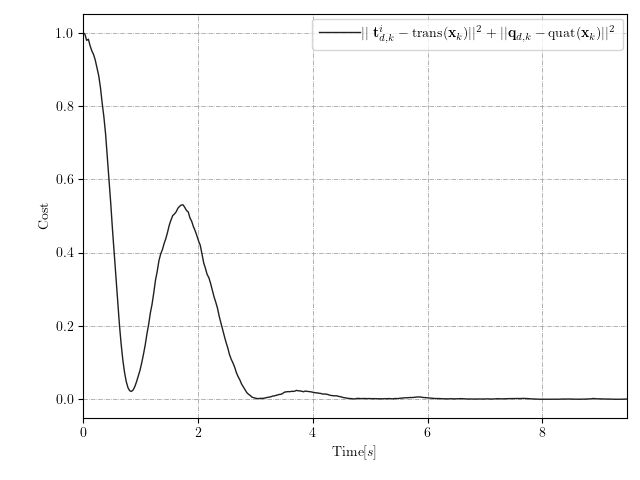 || t^i_{d,k} − trans(x_k)||² + ||q_{d,k} − quat(x_k)||²
1.0
0.8
0.6
0.4
0.2
0.0
Cost
0 2 4 6 8
Time[s]